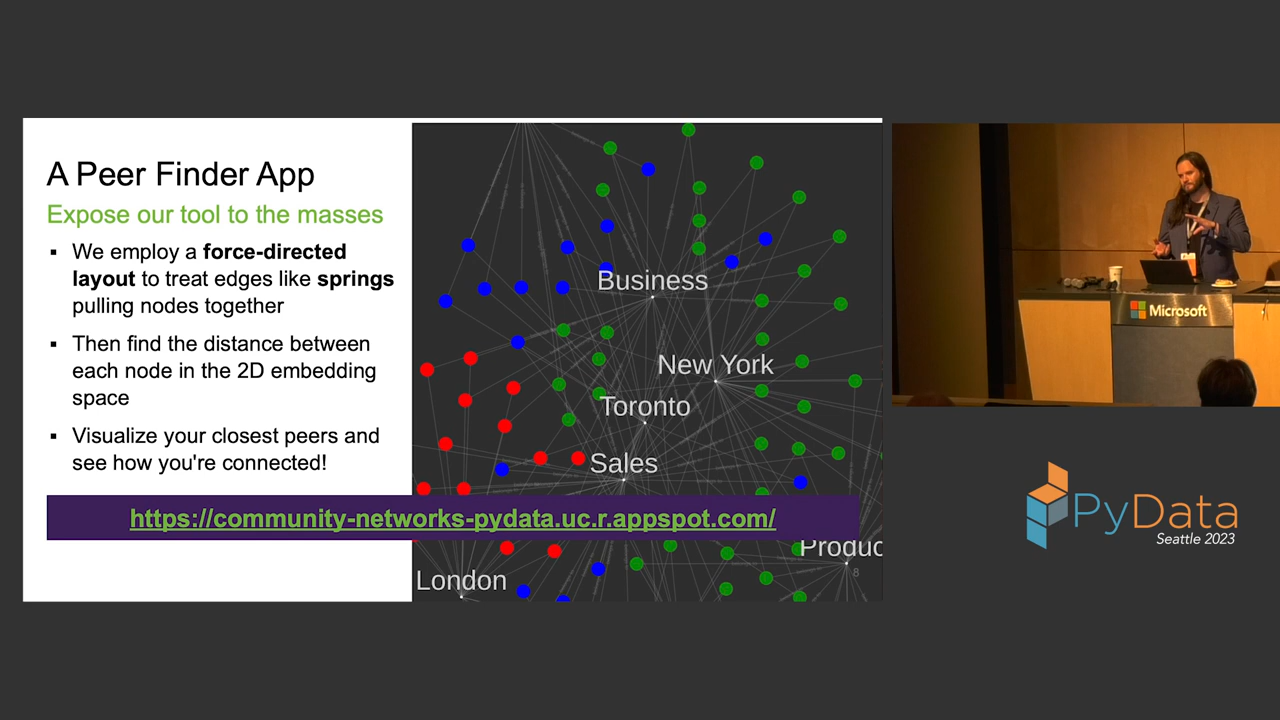 A Peer Finder App
Expose our tool to the masses
▪ We employ a force-directed
layout to treat edges like springs
pulling nodes together
▪ Then find the distance between
each node in the 2D embedding
space
▪ Visualize your closest peers and
see how you're connected!
https://community-networks-pydata.uc.r.appspot.com/
Business
New York
Toronto
Sales
Produc
8
London
Microsoft
PyData
Seattle 2023